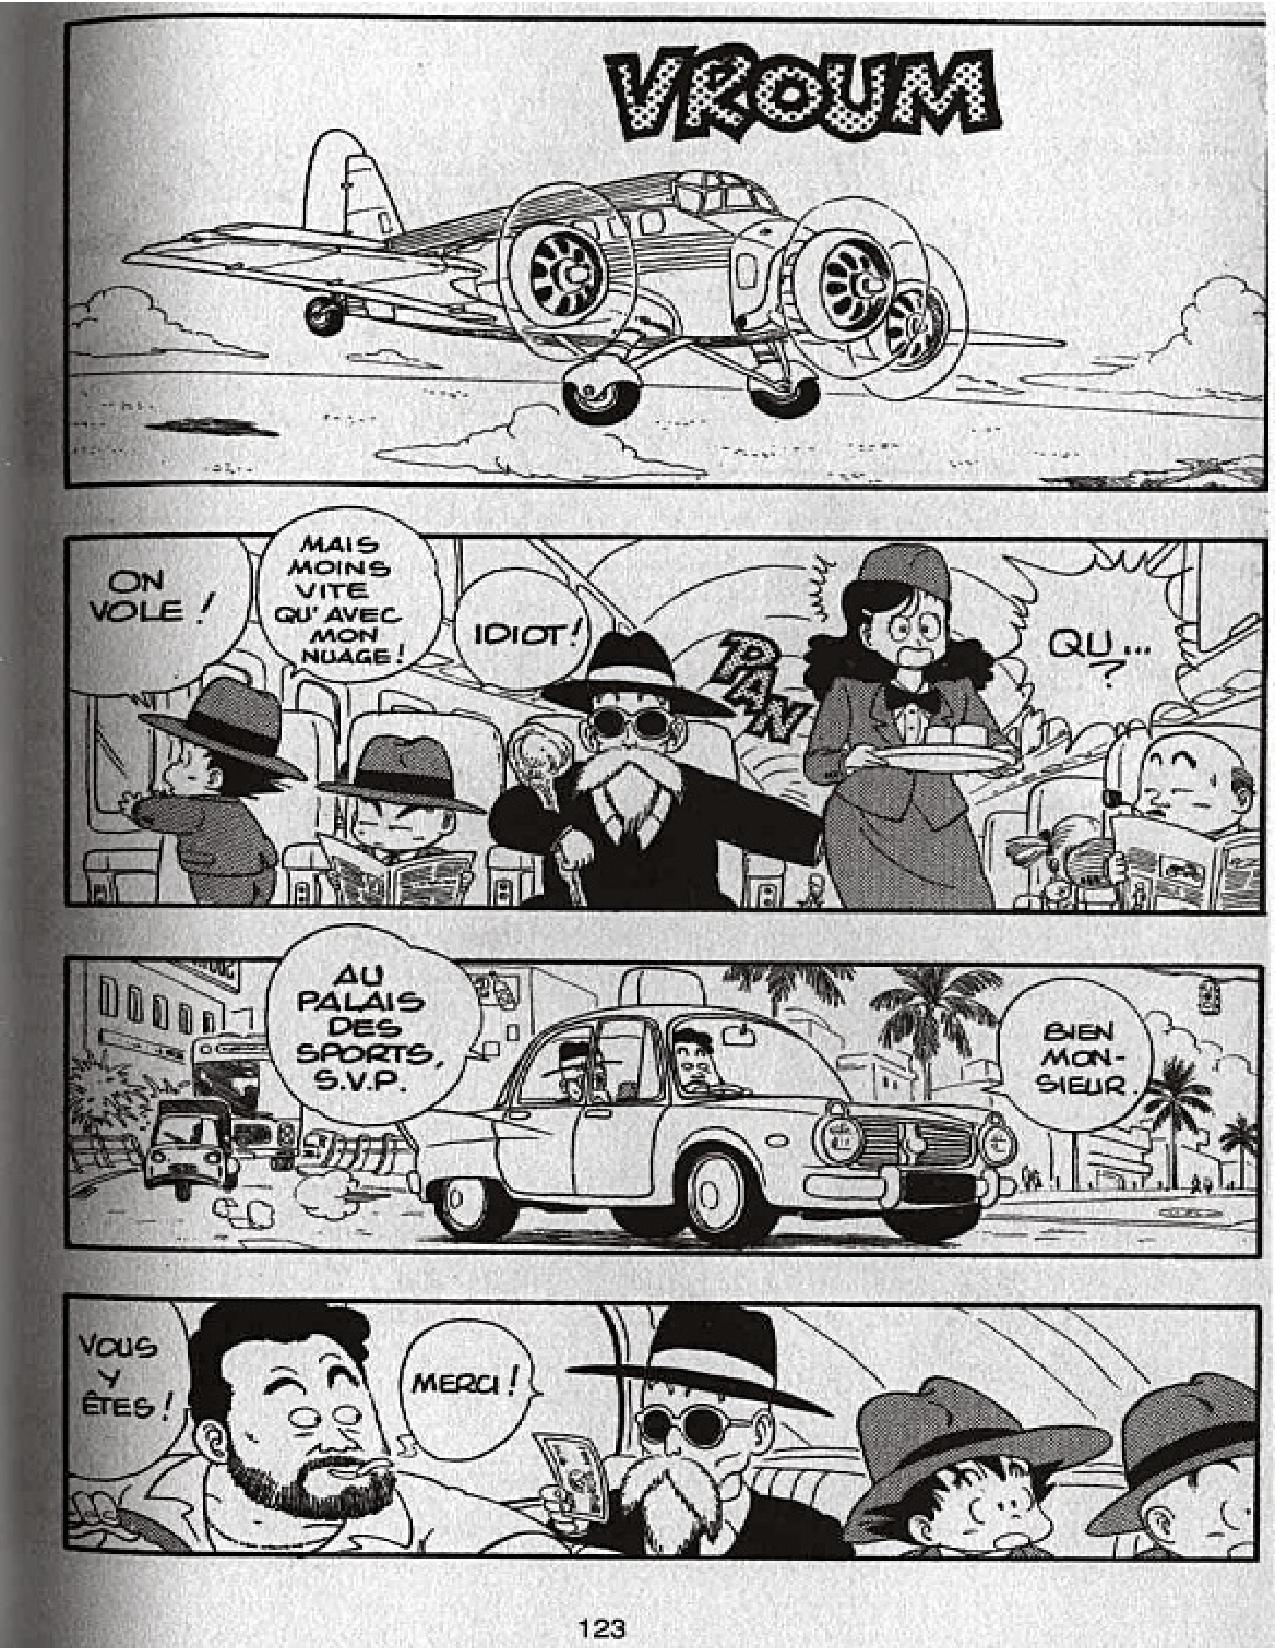 VROUM
ON
VOLE !
MAIS
MOINS
VITE
QU'AVEC
MON
NUAGE !
IDIOT !
PAN
QU...
?
AU
PALAIS
DES
SPORTS,
S.V.P.
BIEN
MON-
SIEUR.
VOUS
Y
ÊTES !
MERCI !
123